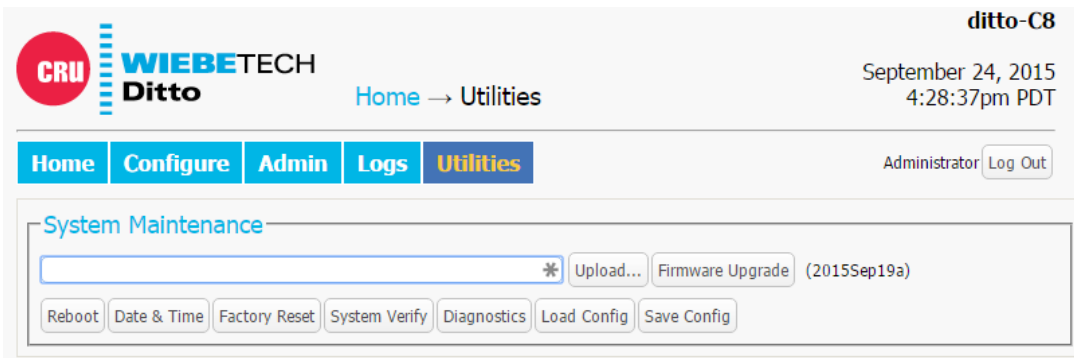 ditto-C8
CRU WIEBETECH
Ditto
Home → Utilities
September 24, 2015
4:28:37pm PDT
Home Configure Admin Logs Utilities
Administrator Log Out
System Maintenance
Upload... Firmware Upgrade (2015Sep19a)
Reboot Date & Time Factory Reset System Verify Diagnostics Load Config Save Config